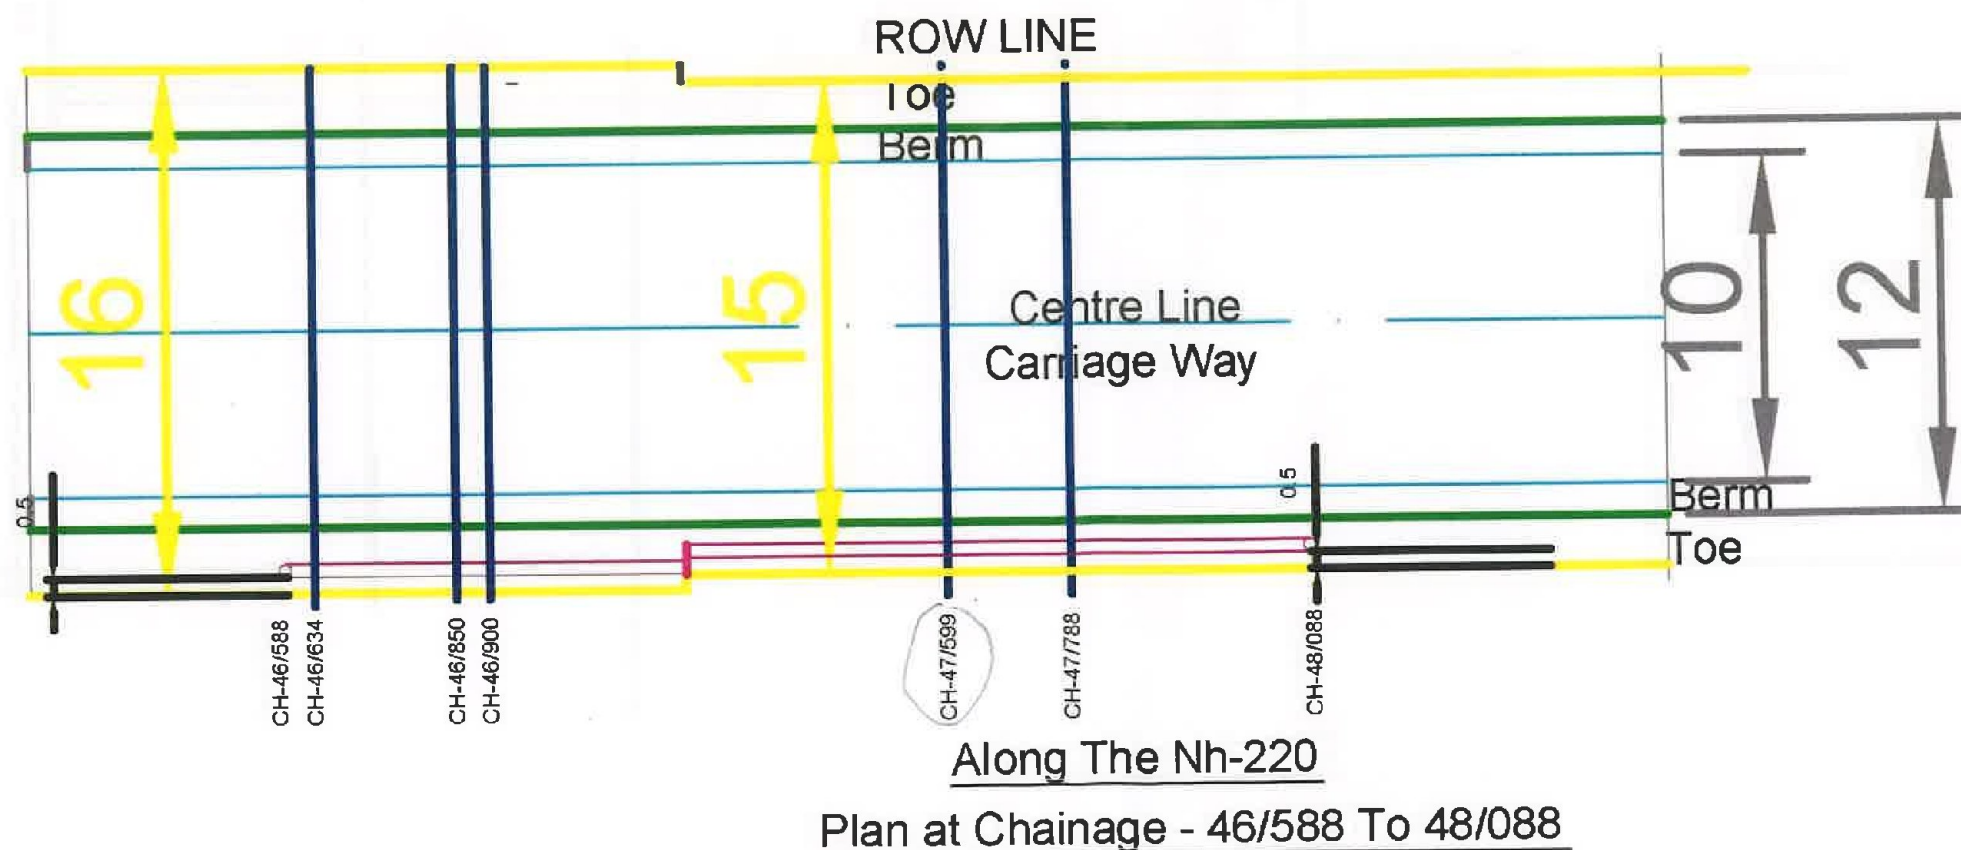 ROW LINE
Toe
Berm
16
15
Centre Line
Carriage Way
10
12
0.5
0.5
Berm
Toe
CH-46/588
CH-46/634
CH-46/850
CH-46/900
CH-47/599
CH-47/788
CH-48/088
Along The Nh-220
Plan at Chainage - 46/588 To 48/088